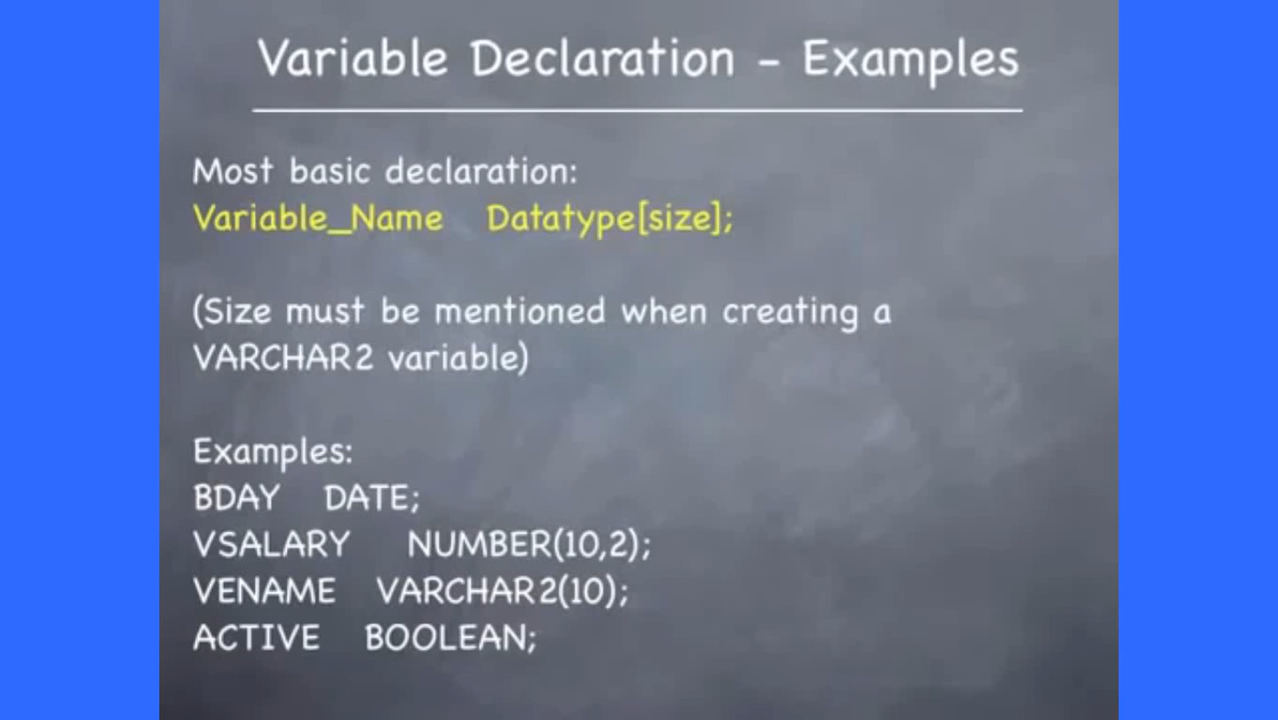 Variable Declaration - Examples
Most basic declaration:
Variable_Name Datatype[size];
(Size must be mentioned when creating a
VARCHAR2 variable)
Examples:
BDAY DATE;
VSALARY NUMBER(10,2);
VENAME VARCHAR2(10);
ACTIVE BOOLEAN;